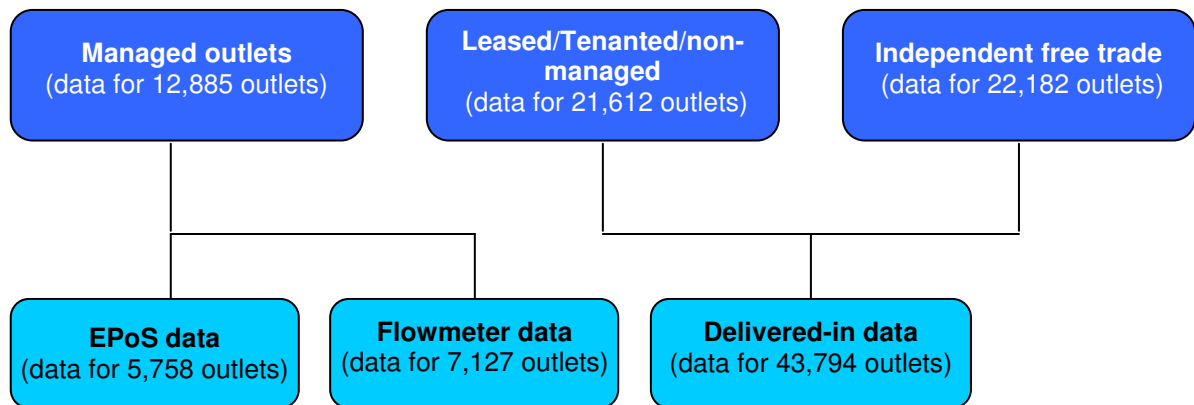 Managed outlets
(data for 12,885 outlets)
Leased/Tenanted/non-
managed
(data for 21,612 outlets)
Independent free trade
(data for 22,182 outlets)
EPoS data
(data for 5,758 outlets)
Flowmeter data
(data for 7,127 outlets)
Delivered-in data
(data for 43,794 outlets)